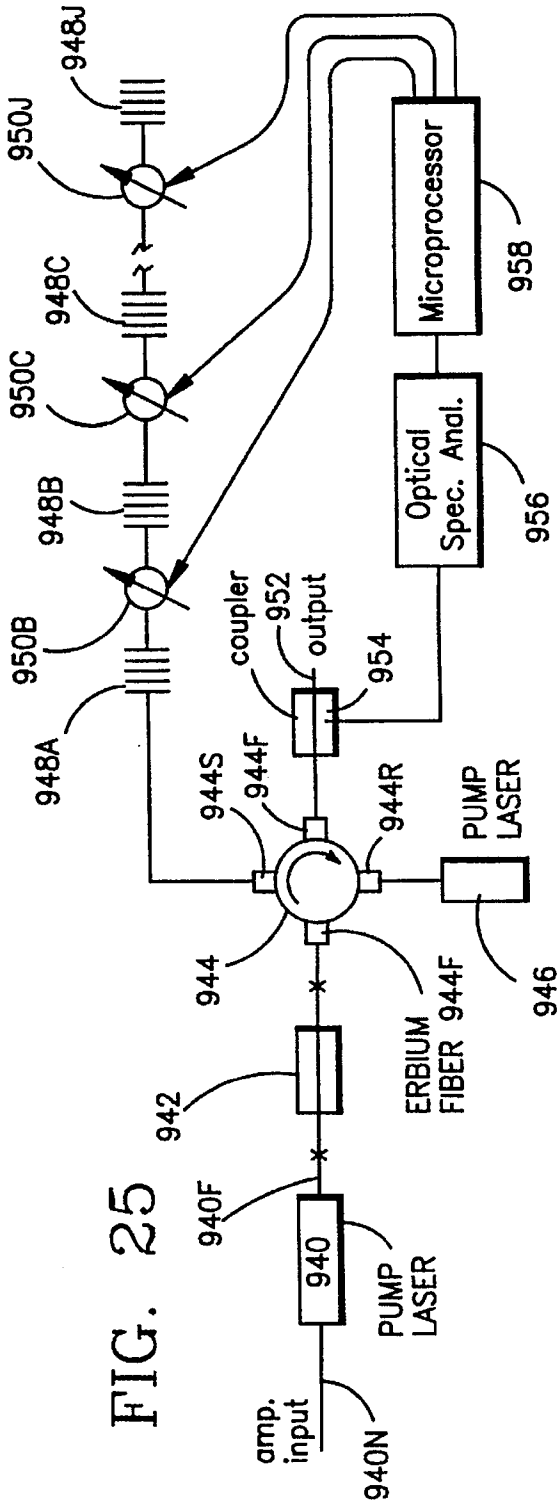 FIG. 25
948A
950B
948B
950C
948C
950J
948J
944S
944F
coupler
952
output
954
944
944R
Optical
Spec. Anal.
956
Microprocessor
958
amp.
input
940N
940
940F
PUMP
LASER
942
ERBIUM
FIBER 944F
946
PUMP
LASER